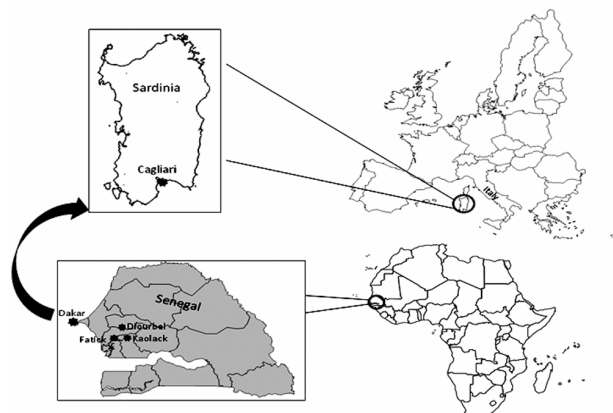 Sardinia
Cagliari
Italy
Senegal
Dakar
Diourbel
Fatick
Kaolack